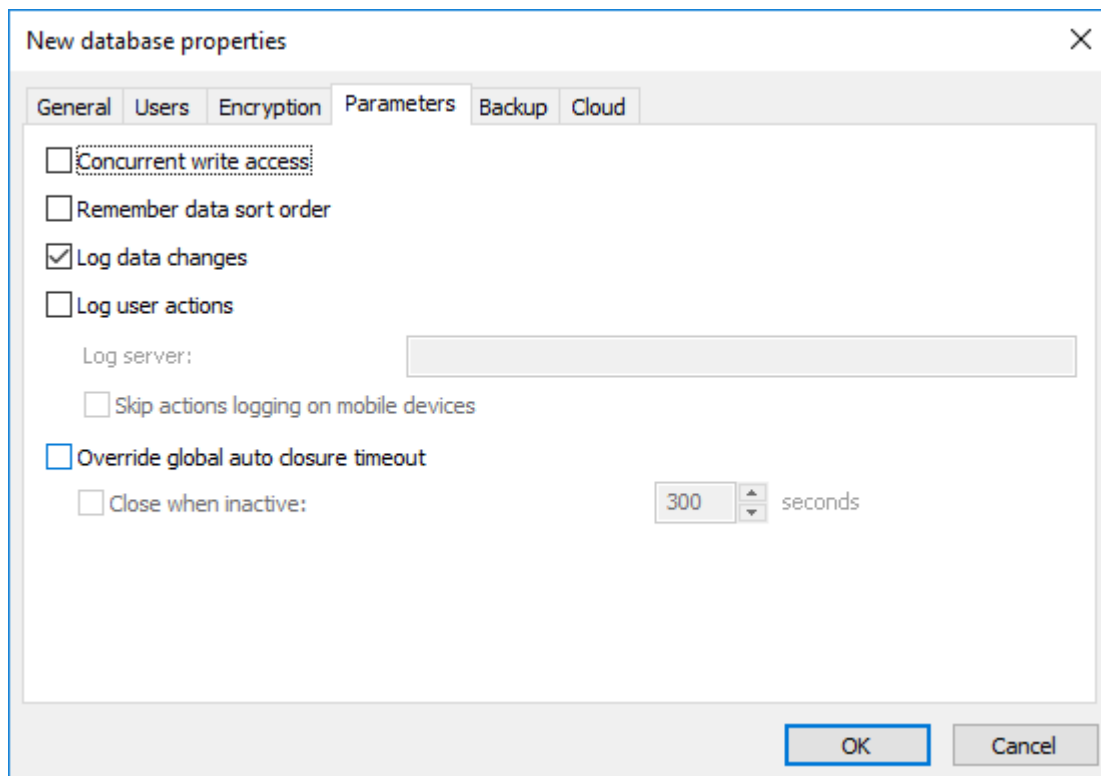 New database properties
General Users Encryption Parameters Backup Cloud
Concurrent write access
Remember data sort order
Log data changes
Log user actions
Log server:
Skip actions logging on mobile devices
Override global auto closure timeout
Close when inactive: 300 seconds
OK Cancel